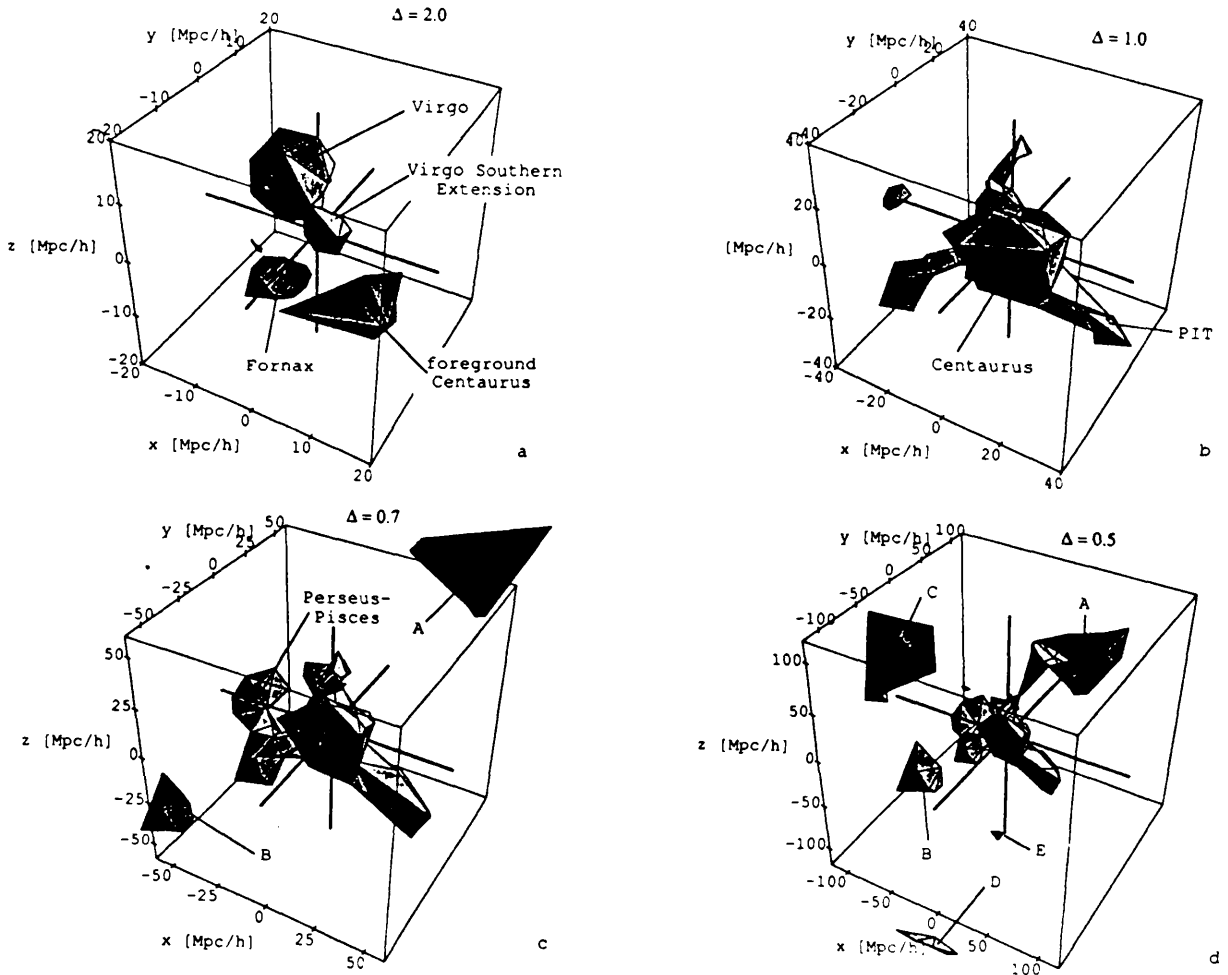 Δ = 2.0
20
y [Mpc/h]
10
0
-10
-20
20
10
z [Mpc/h]
0
-10
-20
-20
-10
0
10
20
x [Mpc/h]
Virgo
Virgo Southern
Extension
Fornax
foreground
Centaurus
a
Δ = 1.0
40
y [Mpc/h]
20
0
-20
-40
40
20
[Mpc/h]
0
-20
-40
-40
-20
0
20
40
x [Mpc/h]
PIT
Centaurus
b
Δ = 0.7
50
y [Mpc/h]
25
0
-25
-50
50
25
z [Mpc/h]
0
-25
-50
-50
-25
0
25
50
x [Mpc/h]
Perseus-
Pisces
A
B
c
Δ = 0.5
100
y [Mpc/h]
50
0
-50
-100
100
50
z [Mpc/h]
0
-50
-100
-100
-50
0
50
100
x [Mpc/h]
C
A
B
E
D
d